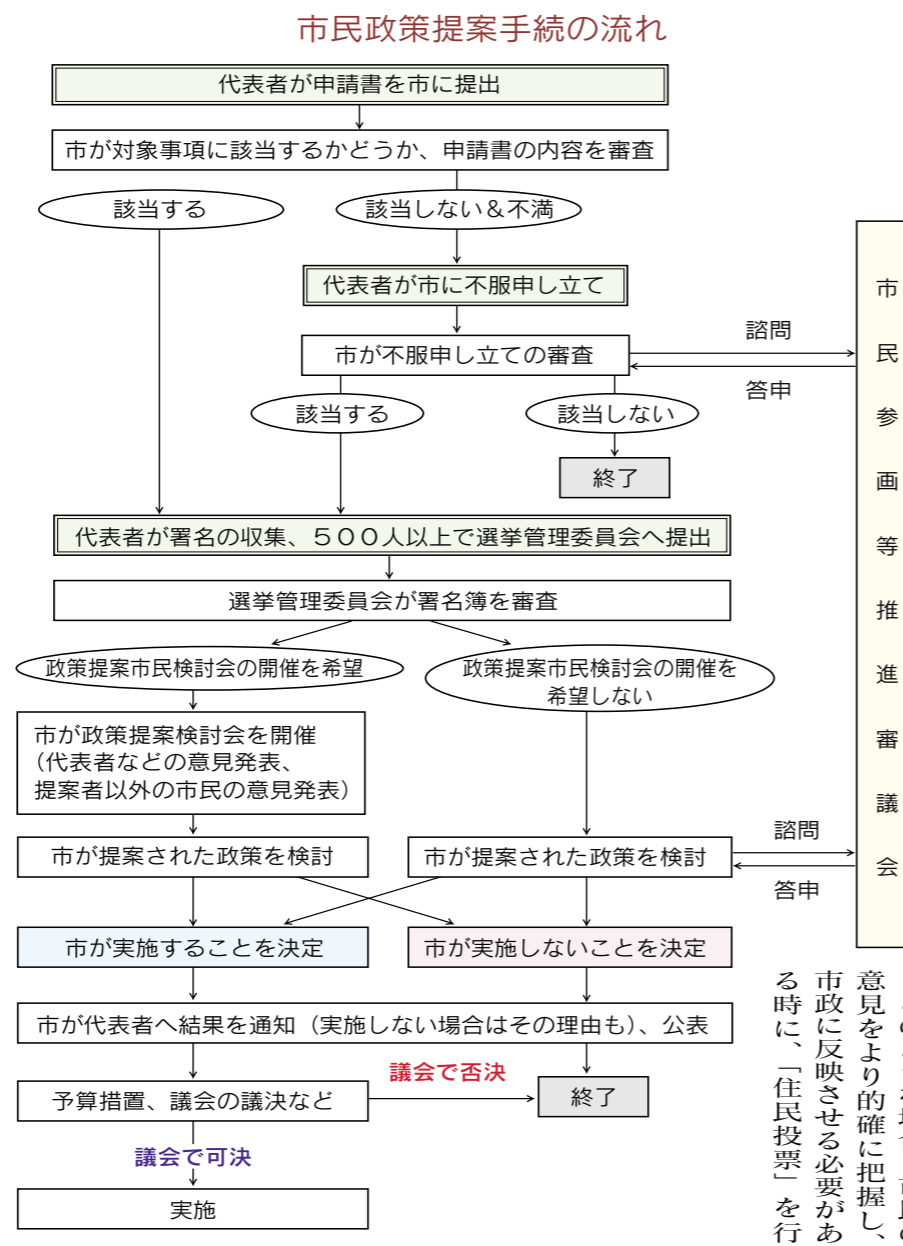 市民政策提案手続の流れ
代表者が申請書を市に提出
市が対象事項に該当するかどうか、申請書の内容を審査
該当する
該当しない&不満
代表者が市に不服申し立て
市が不服申し立ての審査
諮問
答申
該当する
該当しない
終了
代表者が署名の収集、500人以上で選挙管理委員会へ提出
選挙管理委員会が署名簿を審査
政策提案市民検討会の開催を希望
政策提案市民検討会の開催を
希望しない
市が政策提案検討会を開催
(代表者などの意見発表、
提案者以外の市民の意見発表)
市が提案された政策を検討
市が提案された政策を検討
諮問
答申
市が実施することを決定
市が実施しないことを決定
市が代表者へ結果を通知(実施しない場合はその理由も)、公表
予算措置、議会の議決など
議会で否決
終了
議会で可決
実施
市民参画等推進審議会
意見をより的確に把握し、
市政に反映させる必要があ
る時に、「住民投票」を行